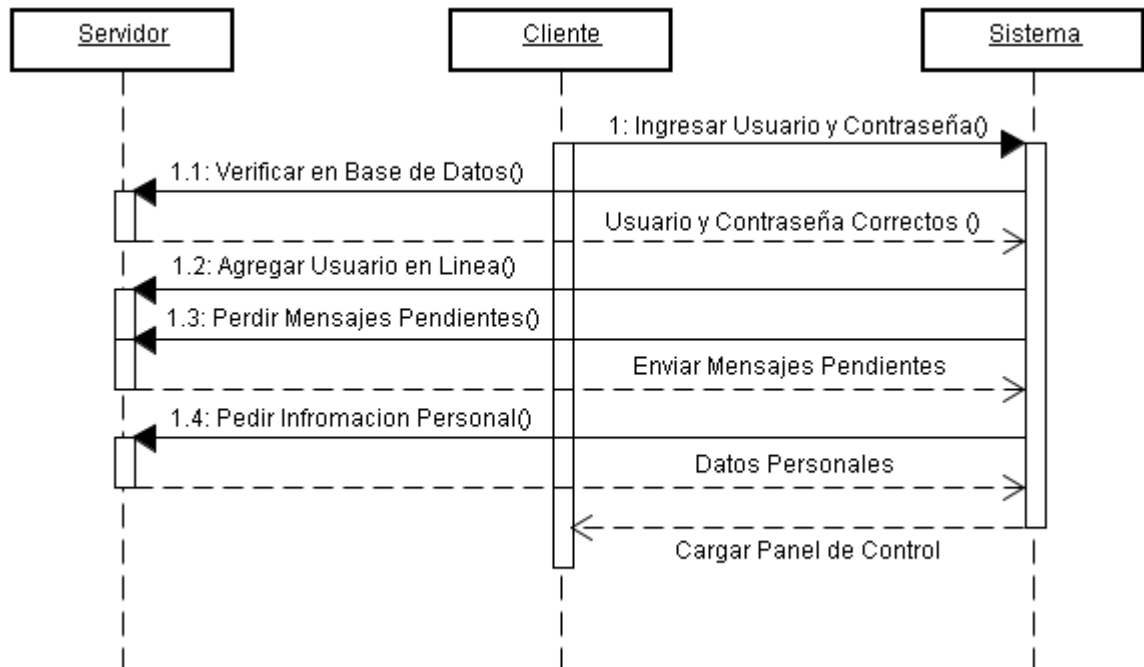 Servidor
Cliente
Sistema
1: Ingresar Usuario y Contraseña()
1.1: Verificar en Base de Datos()
Usuario y Contraseña Correctos ()
1.2: Agregar Usuario en Linea()
1.3: Perdir Mensajes Pendientes()
Enviar Mensajes Pendientes
1.4: Pedir Infromacion Personal()
Datos Personales
Cargar Panel de Control